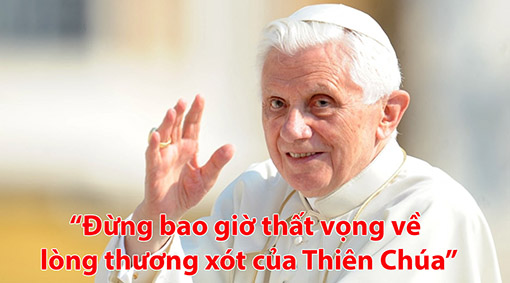 “Đừng bao giờ thất vọng về
lòng thương xót của Thiên Chúa”